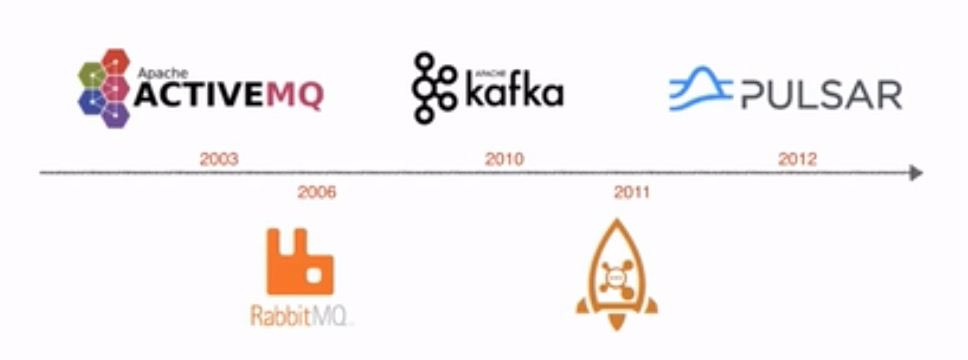 Apache
ACTIVEMQ
APACHE
kafka
PULSAR
2003
2010
2012
2006
2011
RabbitMQ